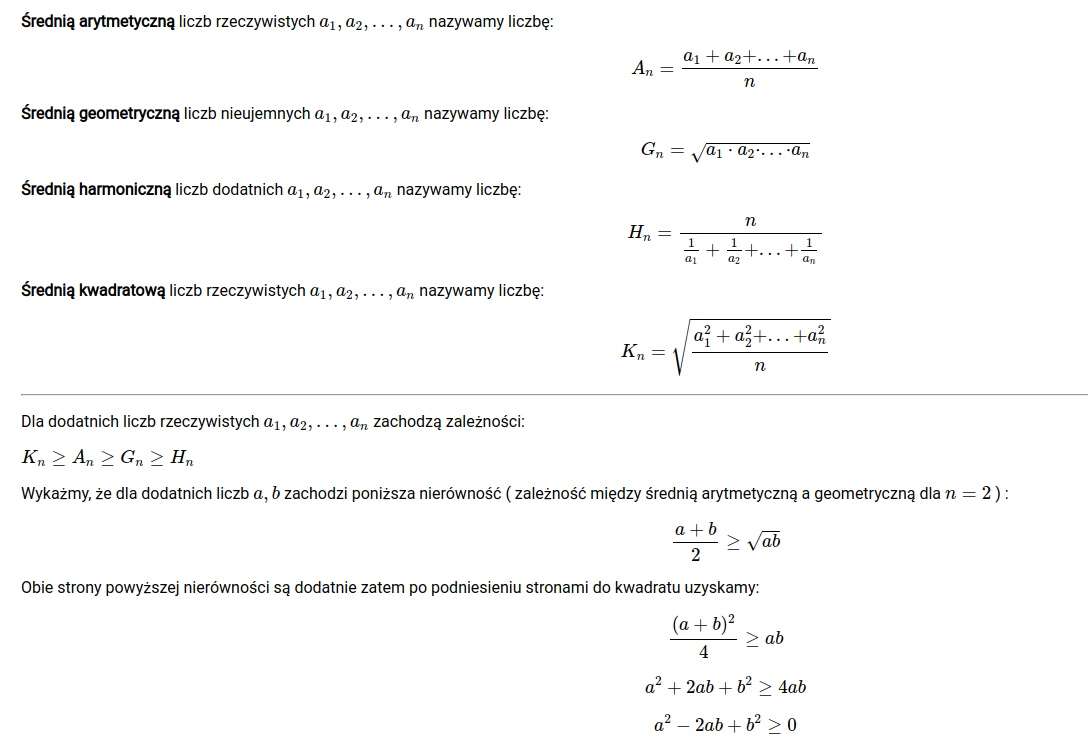 Średnią arytmetyczną liczb rzeczywistych $a_1, a_2, \ldots, a_n$ nazywamy liczbę:
$A_n = \frac{a_1 + a_2 + \ldots + a_n}{n}$
Średnią geometryczną liczb nieujemnych $a_1, a_2, \ldots, a_n$ nazywamy liczbę:
$G_n = \sqrt{a_1 \cdot a_2 \cdot \ldots \cdot a_n}$
Średnią harmoniczną liczb dodatnich $a_1, a_2, \ldots, a_n$ nazywamy liczbę:
$H_n = \frac{n}{\frac{1}{a_1} + \frac{1}{a_2} + \ldots + \frac{1}{a_n}}$
Średnią kwadratową liczb rzeczywistych $a_1, a_2, \ldots, a_n$ nazywamy liczbę:
$K_n = \sqrt{\frac{a_1^2 + a_2^2 + \ldots + a_n^2}{n}}$
Dla dodatnich liczb rzeczywistych $a_1, a_2, \ldots, a_n$ zachodzą zależności:
$K_n \geq A_n \geq G_n \geq H_n$
Wykażmy, że dla dodatnich liczb $a, b$ zachodzi poniższa nierówność ( zależność między średnią arytmetyczną a geometryczną dla $n = 2$ ) :
$\frac{a + b}{2} \geq \sqrt{ab}$
Obie strony powyższej nierówności są dodatnie zatem po podniesieniu stronami do kwadratu uzyskamy:
$\frac{(a + b)^2}{4} \geq ab$
$a^2 + 2ab + b^2 \geq 4ab$
$a^2 - 2ab + b^2 \geq 0$